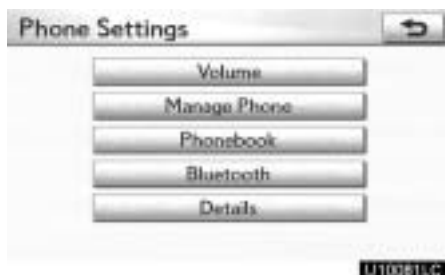 Phone Settings
Volume
Manage Phone
Phonebook
Bluetooth
Details